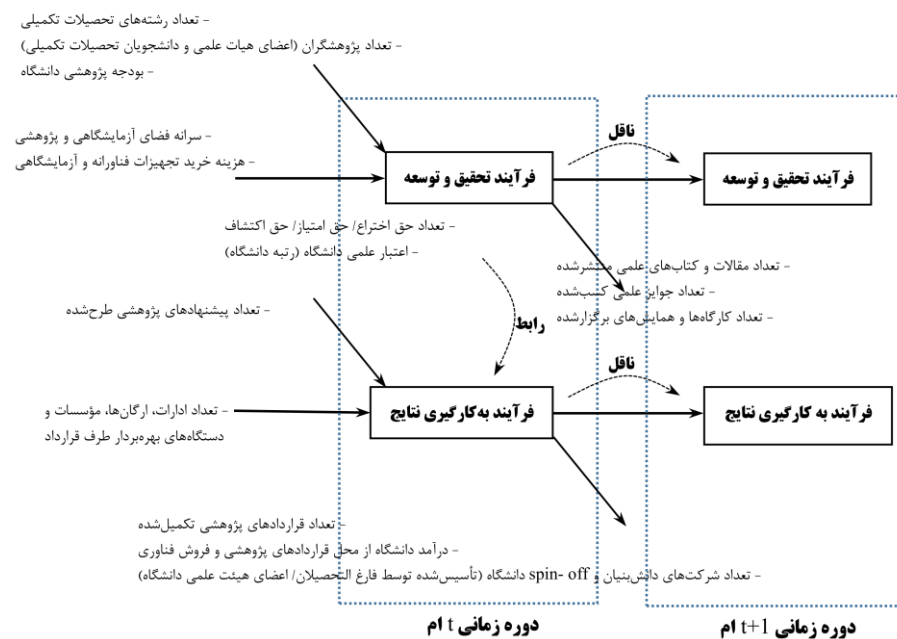 - تعداد رشته‌های تحصیلات تکمیلی
- تعداد پژوهشگران (اعضای هیات علمی و دانشجویان تحصیلات تکمیلی)
- بودجه پژوهشی دانشگاه
- سرانه فضای آزمایشگاهی و پژوهشی
- هزینه خرید تجهیزات فناورانه و آزمایشگاهی
فرآیند تحقیق و توسعه
ناقل
فرآیند تحقیق و توسعه
- تعداد حق اختراع/ حق امتیاز/ حق اکتشاف
- اعتبار علمی دانشگاه (رتبه دانشگاه)
- تعداد مقالات و کتاب‌های علمی منتشرشده
- تعداد جوایز علمی کسب‌شده
- تعداد کارگاه‌ها و همایش‌های برگزارشده
رابط
- تعداد پیشنهادهای پژوهشی طرح‌شده
- تعداد ادارات، ارگان‌ها، مؤسسات و
دستگاه‌های بهره‌بردار طرف قرارداد
فرآیند به‌کارگیری نتایج
ناقل
فرآیند به کارگیری نتایج
- تعداد قراردادهای پژوهشی تکمیل‌شده
- درآمد دانشگاه از محل قراردادهای پژوهشی و فروش فناوری
- تعداد شرکت‌های دانش‌بنیان و spin- off دانشگاه (تأسیس‌شده توسط فارغ التحصیلان/ اعضای هیئت علمی دانشگاه)
دوره زمانی t ام
دوره زمانی t+1 ام